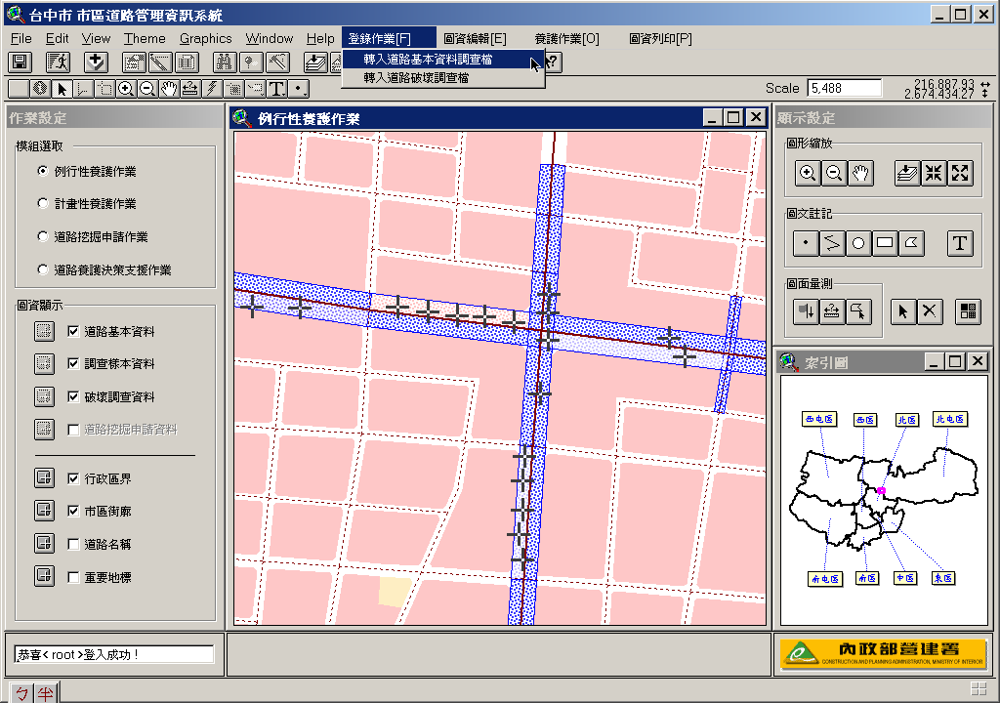 台中市 市區道路管理資訊系統
File Edit View Theme Graphics Window Help 登錄作業[F] 圖資編輯[E] 養護作業[O] 圖資列印[P]
轉入道路基本資料調查檔
轉入道路破壞調查檔
Scale 5,488
216,887.93
2,674,434.27
作業設定
模組選取
例行性養護作業
計畫性養護作業
道路挖掘申請作業
道路養護決策支援作業
圖資顯示
道路基本資料
調查樣本資料
破壞調查資料
道路挖掘申請資料
行政區界
市區街廓
道路名稱
重要地標
例行性養護作業
顯示設定
圖形縮放
圖文註記
T
圖面量測
索引圖
西屯区 西区 北区 北屯区
南屯区 南区 中区 東区
恭喜< root >登入成功！
內政部營建署
CONSTRUCTION AND PLANNING ADMINISTRATION, MINISTRY OF INTERIOR
ㄅ 半